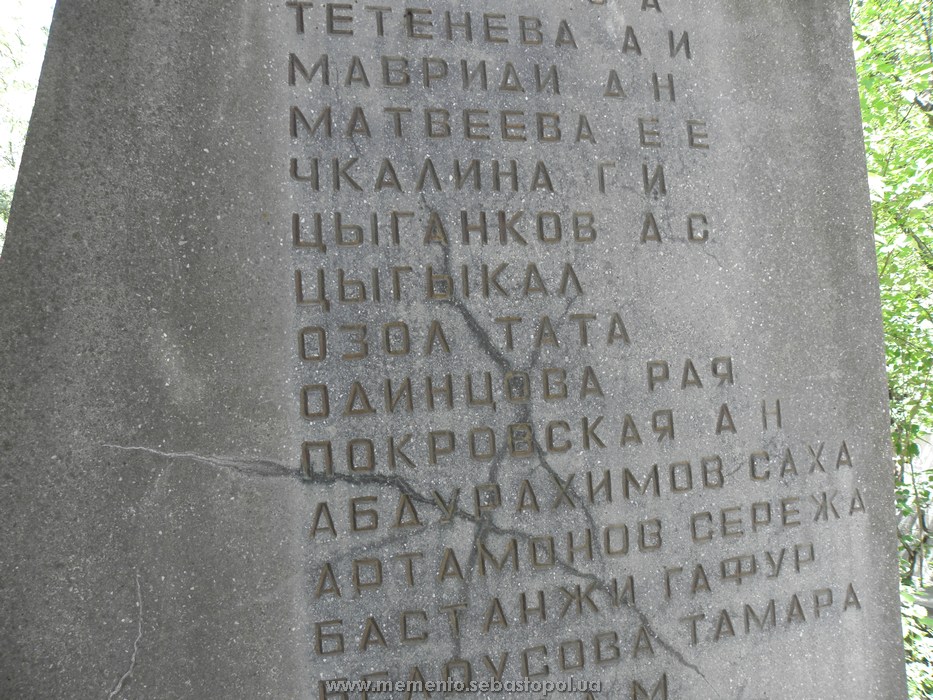 ТЕТЕНЕВА А И
МАВРИДИ А Н
МАТВЕЕВА Е Е
ЧКАЛИНА Г И
ЦЫГАНКОВ А С
ЦЫГЫКАЛ
ОЗОЛ ТАТА
ОДИНЦОВА РАЯ
ПОКРОВСКАЯ А Н
АБДУРАХИМОВ САХА
АРТАМОНОВ СЕРЕЖА
БАСТАНЖИ ГАФУР
ТАМАРА
www.memento.sebastopol.ua